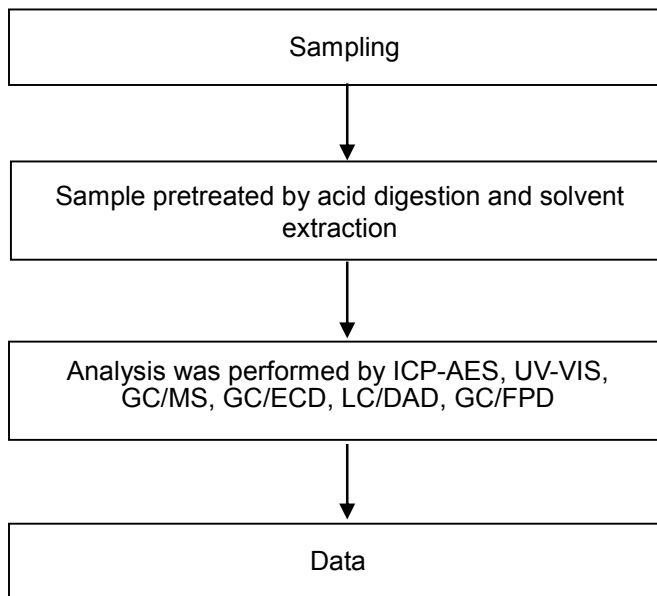 Sampling
Sample pretreated by acid digestion and solvent
extraction
Analysis was performed by ICP-AES, UV-VIS,
GC/MS, GC/ECD, LC/DAD, GC/FPD
Data